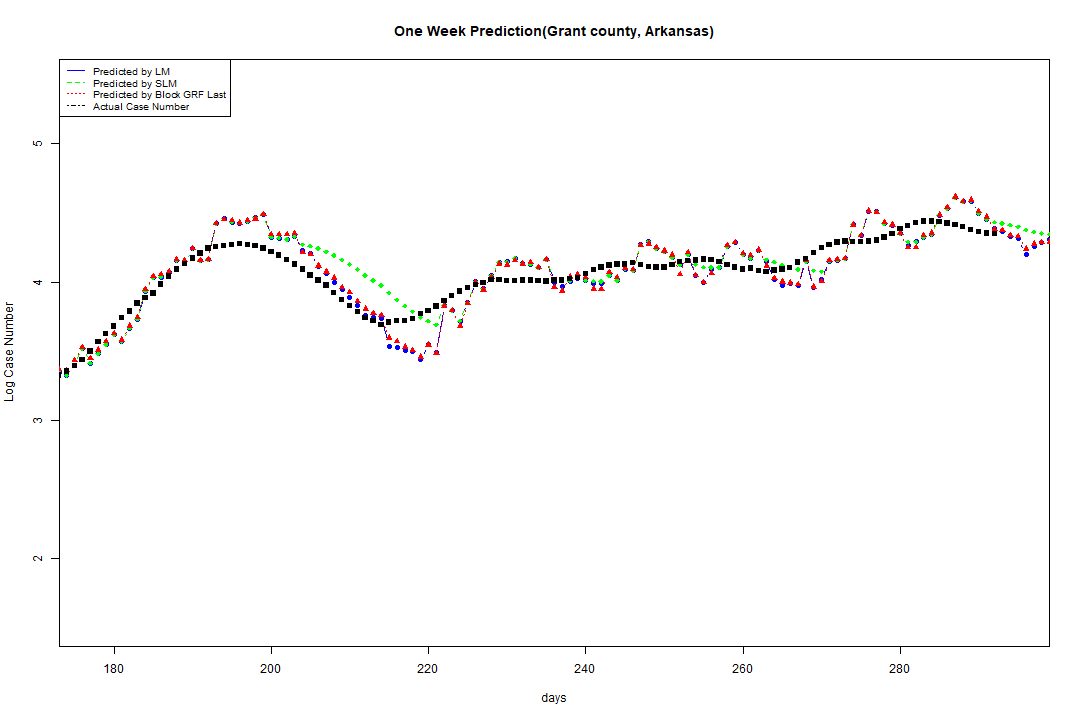 One Week Prediction(Grant county, Arkansas)
Predicted by LM
Predicted by SLM
Predicted by Block GRF Last
Actual Case Number
5
4
3
2
Log Case Number
180 200 220 240 260 280
days